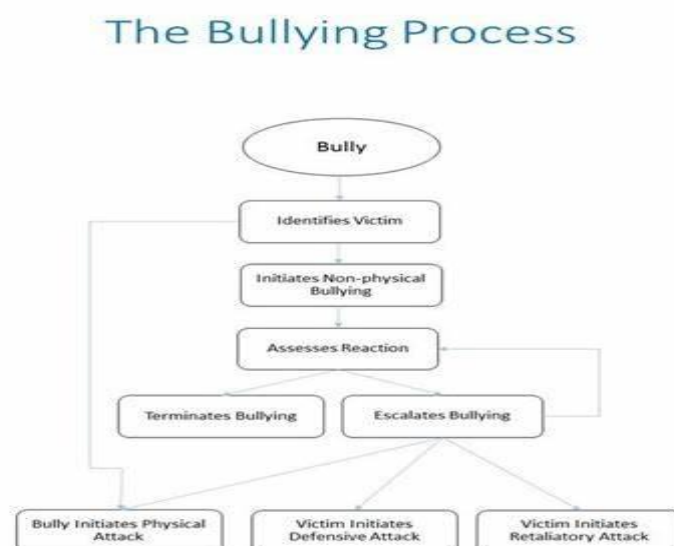 The Bullying Process
Bully
Identifies Victim
Initiates Non-physical
Bullying
Assesses Reaction
Terminates Bullying
Escalates Bullying
Bully Initiates Physical
Attack
Victim Initiates
Defensive Attack
Victim Initiates
Retaliatory Attack